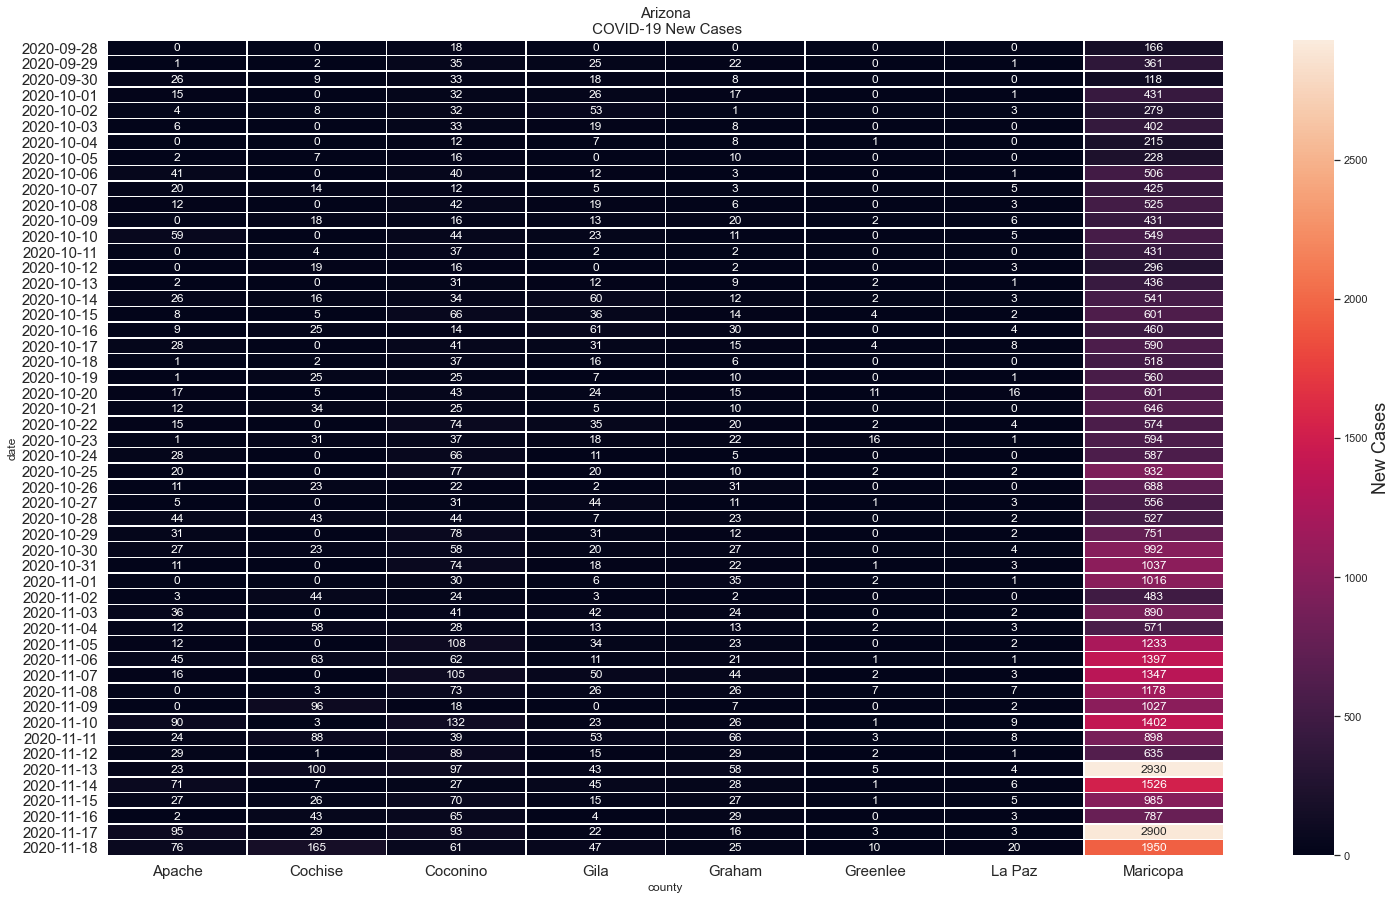 Arizona
COVID-19 New Cases
2020-09-28 0 0 18 0 0 0 0 166
2020-09-29 1 2 35 25 22 0 1 361
2020-09-30 26 9 33 18 8 0 0 118
2020-10-01 15 0 32 26 17 0 1 431
2020-10-02 4 8 32 53 1 0 3 279
2020-10-03 6 0 33 19 8 0 0 402
2020-10-04 0 0 12 7 8 1 0 215
2020-10-05 2 7 16 0 10 0 0 228
2020-10-06 41 0 40 12 3 0 1 506
2020-10-07 20 14 12 5 3 0 5 425
2020-10-08 12 0 42 19 6 0 3 525
2020-10-09 0 18 16 13 20 2 6 431
2020-10-10 59 0 44 23 11 0 5 549
2020-10-11 0 4 37 2 2 0 0 431
2020-10-12 0 19 16 0 2 0 3 296
2020-10-13 2 0 31 12 9 2 1 436
2020-10-14 26 16 34 60 12 2 3 541
2020-10-15 8 5 66 36 14 4 2 601
2020-10-16 9 25 14 61 30 0 4 460
2020-10-17 28 0 41 31 15 4 8 590
2020-10-18 1 2 37 16 6 0 0 518
2020-10-19 1 25 25 7 10 0 1 560
2020-10-20 17 5 43 24 15 11 16 601
2020-10-21 12 34 25 5 10 0 0 646
2020-10-22 15 0 74 35 20 2 4 574
2020-10-23 1 31 37 18 22 16 1 594
2020-10-24 28 0 66 11 5 0 0 587
2020-10-25 20 0 77 20 10 2 2 932
2020-10-26 11 23 22 2 31 0 0 688
2020-10-27 5 0 31 44 11 1 3 556
2020-10-28 44 43 44 7 23 0 2 527
2020-10-29 31 0 78 31 12 0 2 751
2020-10-30 27 23 58 20 27 0 4 992
2020-10-31 11 0 74 18 22 1 3 1037
2020-11-01 0 0 30 6 35 2 1 1016
2020-11-02 3 44 24 3 2 0 0 483
2020-11-03 36 0 41 42 24 0 2 890
2020-11-04 12 58 28 13 13 2 3 571
2020-11-05 12 0 108 34 23 0 2 1233
2020-11-06 45 63 62 11 21 1 1 1397
2020-11-07 16 0 105 50 44 2 3 1347
2020-11-08 0 3 73 26 26 7 7 1178
2020-11-09 0 96 18 0 7 0 2 1027
2020-11-10 90 3 132 23 26 1 9 1402
2020-11-11 24 88 39 53 66 3 8 898
2020-11-12 29 1 89 15 29 2 1 635
2020-11-13 23 100 97 43 58 5 4 2930
2020-11-14 71 7 27 45 28 1 6 1526
2020-11-15 27 26 70 15 27 1 5 985
2020-11-16 2 43 65 4 29 0 3 787
2020-11-17 95 29 93 22 16 3 3 2900
2020-11-18 76 165 61 47 25 10 20 1950
Apache Cochise Coconino Gila Graham Greenlee La Paz Maricopa
county
date
2500
2000
1500
1000
500
0
New Cases